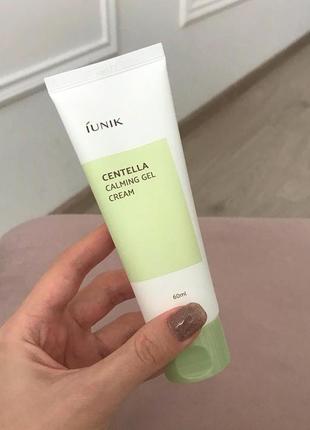 iUNIK
CENTELLA
CALMING GEL
CREAM
60ml